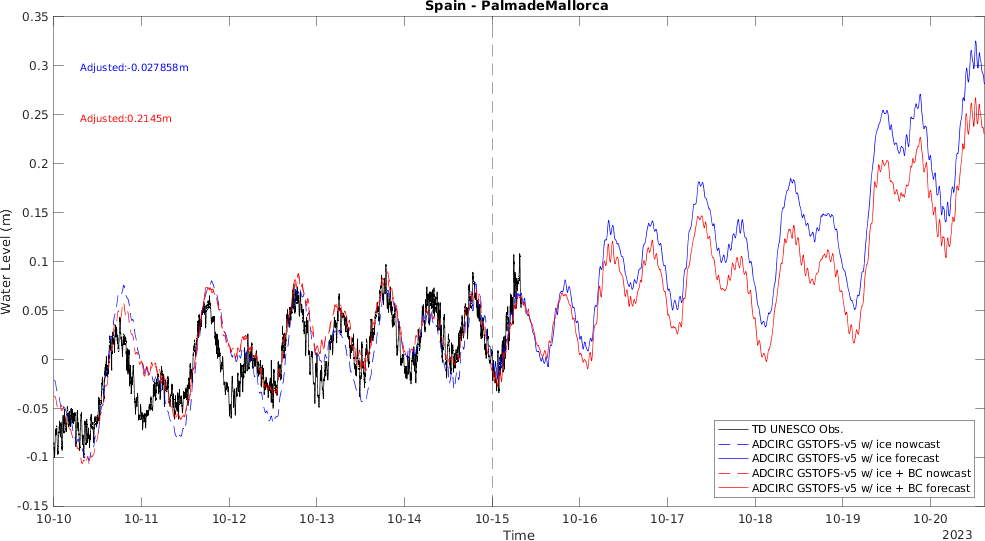 Spain - PalmadeMallorca
0.35
0.3
0.25
0.2
0.15
0.1
0.05
0
-0.05
-0.1
-0.15
Water Level (m)
Adjusted:-0.027858m
Adjusted:0.2145m
TD UNESCO Obs.
ADCIRC GSTOFS-v5 w/ ice nowcast
ADCIRC GSTOFS-v5 w/ ice forecast
ADCIRC GSTOFS-v5 w/ ice + BC nowcast
ADCIRC GSTOFS-v5 w/ ice + BC forecast
10-10 10-11 10-12 10-13 10-14 10-15 10-16 10-17 10-18 10-19 10-20
Time
2023